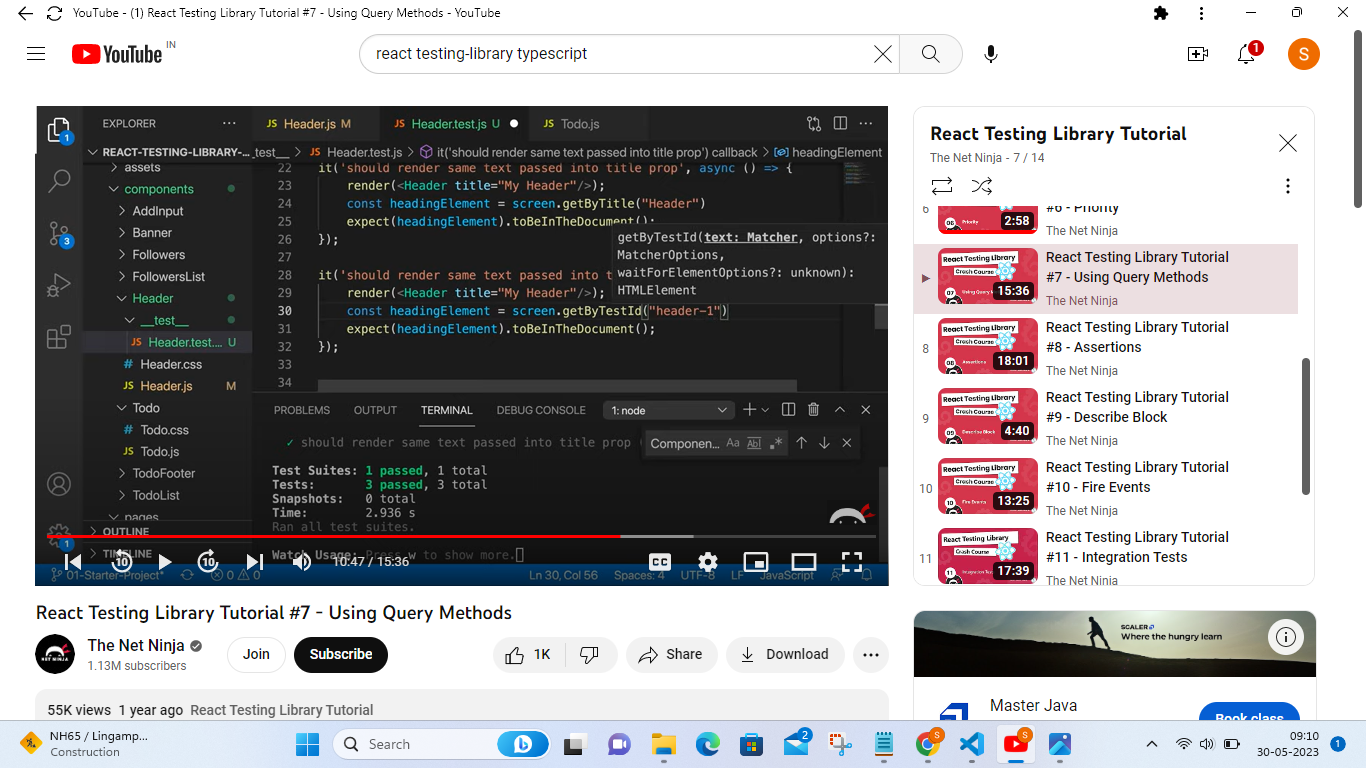 YouTube - (1) React Testing Library Tutorial #7 - Using Query Methods - YouTube
YouTube IN
react testing-library typescript
1
S
EXPLORER
Header.js M
Header.test.js U
Todo.js
REACT-TESTING-LIBRARY-...
_test__ > JS Header.test.js > it('should render same text passed into title prop') callback > headingElement
assets
components
AddInput
Banner
Followers
FollowersList
Header
__test__
JS Header.test.... U
# Header.css
JS Header.js M
Todo
# Todo.css
JS Todo.js
TodoFooter
TodoList
pages
OUTLINE
TIMELINE
22 it('should render same text passed into title prop', async () => {
23 render(<Header title="My Header"/>);
24 const headingElement = screen.getByTitle("Header")
25 expect(headingElement).toBeInTheDocument();
26 });
27
28 it('should render same text passed into t
29 render(<Header title="My Header"/>);
30 const headingElement = screen.getByTestId("header-1")
31 expect(headingElement).toBeInTheDocument();
32 });
33
34
getByTestId(text: Matcher, options?:
MatcherOptions,
waitForElementOptions?: unknown):
HTMLElement
PROBLEMS OUTPUT TERMINAL DEBUG CONSOLE 1: node
✓ should render same text passed into title prop (
Componen... Aa Abl .*
Test Suites: 1 passed, 1 total
Tests: 3 passed, 3 total
Snapshots: 0 total
Time: 2.936 s
Ran all test suites.
Watch Usage: Press w to show more.
10:47 / 15:36
01-Starter-Project* 0 0 Ln 30, Col 56 Spaces: 4 UTF-8 LF JavaScript
React Testing Library Tutorial #7 - Using Query Methods
The Net Ninja
1.13M subscribers
Join
Subscribe
1K
Share
Download
55K views 1 year ago React Testing Library Tutorial
React Testing Library Tutorial
The Net Ninja - 7 / 14
6
2:58
#6 - Priority
The Net Ninja
15:36
React Testing Library Tutorial
#7 - Using Query Methods
The Net Ninja
8
18:01
React Testing Library Tutorial
#8 - Assertions
The Net Ninja
9
4:40
React Testing Library Tutorial
#9 - Describe Block
The Net Ninja
10
13:25
React Testing Library Tutorial
#10 - Fire Events
The Net Ninja
11
17:39
React Testing Library Tutorial
#11 - Integration Tests
The Net Ninja
SCALER
Where the hungry learn
Master Java
Book class
NH65 / Lingamp...
Construction
Search
2
09:10
30-05-2023
1